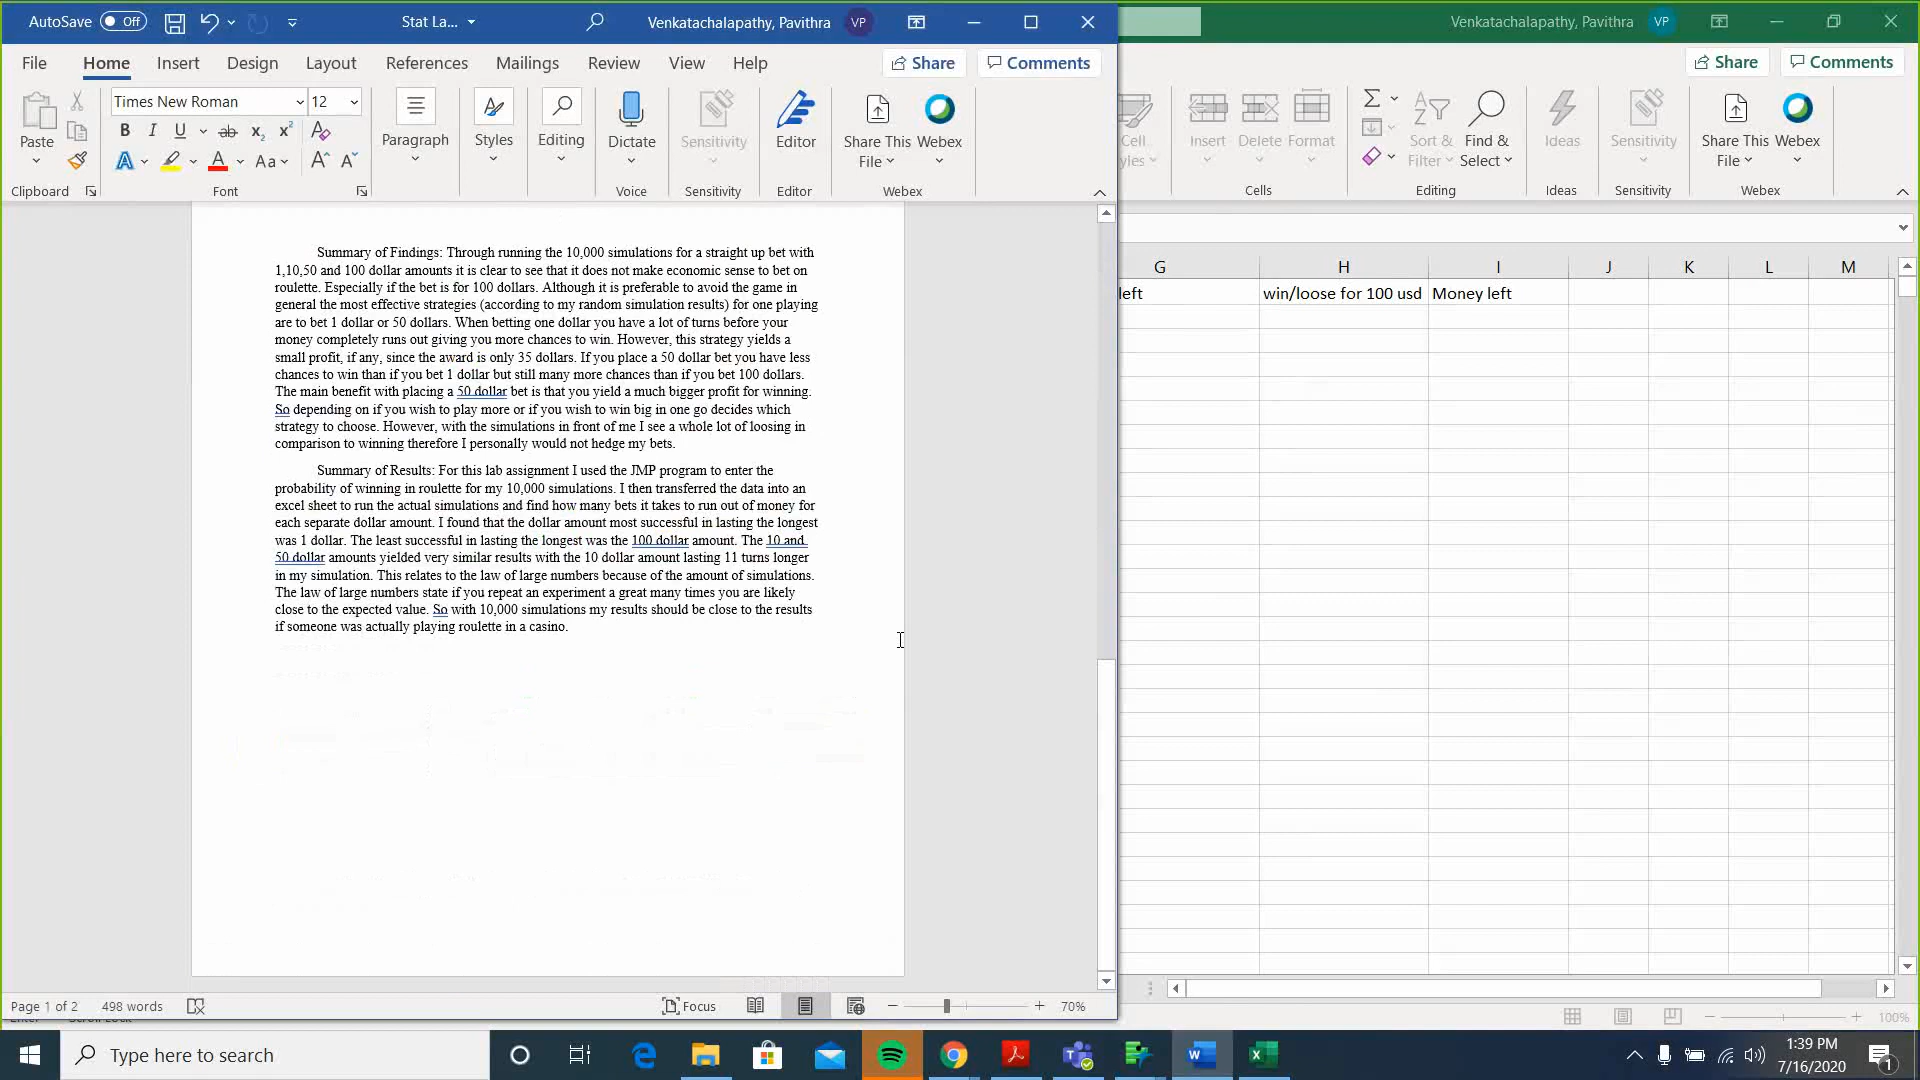 AutoSave Off Stat La... Venkatachalapathy, Pavithra VP
File Home Insert Design Layout References Mailings Review View Help Share Comments
Times New Roman 12
Paste
Paragraph Styles Editing Dictate Sensitivity Editor Share This File Webex
Clipboard Font Voice Sensitivity Editor Webex
Summary of Findings: Through running the 10,000 simulations for a straight up bet with
1,10,50 and 100 dollar amounts it is clear to see that it does not make economic sense to bet on
roulette. Especially if the bet is for 100 dollars. Although it is preferable to avoid the game in
general the most effective strategies (according to my random simulation results) for one playing
are to bet 1 dollar or 50 dollars. When betting one dollar you have a lot of turns before your
money completely runs out giving you more chances to win. However, this strategy yields a
small profit, if any, since the award is only 35 dollars. If you place a 50 dollar bet you have less
chances to win than if you bet 1 dollar but still many more chances than if you bet 100 dollars.
The main benefit with placing a 50 dollar bet is that you yield a much bigger profit for winning.
So depending on if you wish to play more or if you wish to win big in one go decides which
strategy to choose. However, with the simulations in front of me I see a whole lot of loosing in
comparison to winning therefore I personally would not hedge my bets.
Summary of Results: For this lab assignment I used the JMP program to enter the
probability of winning in roulette for my 10,000 simulations. I then transferred the data into an
excel sheet to run the actual simulations and find how many bets it takes to run out of money for
each separate dollar amount. I found that the dollar amount most successful in lasting the longest
was 1 dollar. The least successful in lasting the longest was the 100 dollar amount. The 10 and
50 dollar amounts yielded very similar results with the 10 dollar amount lasting 11 turns longer
in my simulation. This relates to the law of large numbers because of the amount of simulations.
The law of large numbers state if you repeat an experiment a great many times you are likely
close to the expected value. So with 10,000 simulations my results should be close to the results
if someone was actually playing roulette in a casino.
Page 1 of 2 498 words Focus 70%
Venkatachalapathy, Pavithra VP
Share Comments
Cell Insert Delete Format Sort & Filter Find & Select Ideas Sensitivity Share This File Webex
Cells Editing Ideas Sensitivity Webex
G H I J K L M
left win/loose for 100 usd Money left
100%
Type here to search
1:39 PM
7/16/2020
1